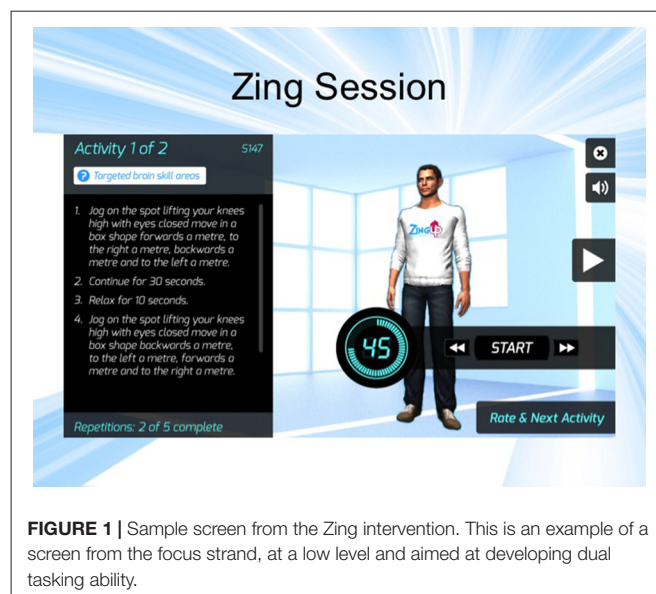 Zing Session
Activity 1 of 2
S147
? Targeted brain skill areas
1. Jog on the spot lifting your knees
high with eyes closed move in a
box shape forwards a metre, to
the right a metre, backwards a
metre and to the left a metre.
2. Continue for 30 seconds.
3. Relax for 10 seconds.
4. Jog on the spot lifting your knees
high with eyes closed move in a
box shape backwards a metre,
to the left a metre, forwards a
metre and to the right a metre.
Repetitions: 2 of 5 complete
ZINGUP
45
START
Rate & Next Activity
FIGURE 1 | Sample screen from the Zing intervention. This is an example of a
screen from the focus strand, at a low level and aimed at developing dual
tasking ability.